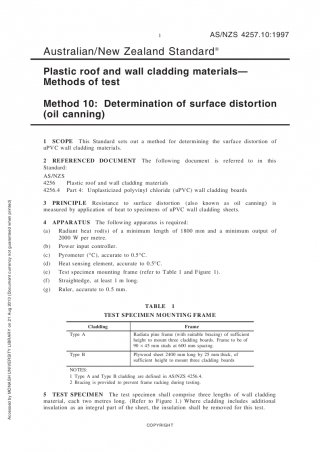 1
AS/NZS 4257.10:1997
Australian/New Zealand Standard®
Plastic roof and wall cladding materials—
Methods of test
Method 10: Determination of surface distortion
(oil canning)
1 SCOPE This Standard sets out a method for determining the surface distortion of
uPVC wall cladding materials.
2 REFERENCED DOCUMENT The following document is referred to in this
Standard:
AS/NZS
4256 Plastic roof and wall cladding materials
4256.4 Part 4: Unplasticized polyvinyl chloride (uPVC) wall cladding boards
3 PRINCIPLE Resistance to surface distortion (also known as oil canning) is
measured by application of heat to specimens of uPVC wall cladding sheets.
4 APPARATUS The following apparatus is required:
(a) Radiant heat rod(s) of a minimum length of 1800 mm and a minimum output of
2000 W per metre.
(b) Power input controller.
(c) Pyrometer (°C), accurate to 0.5°C.
(d) Heat sensing element, accurate to 0.5°C.
(e) Test specimen mounting frame (refer to Table 1 and Figure 1).
(f) Straightedge, at least 1 m long.
(g) Ruler, accurate to 0.5 mm.
TABLE 1
TEST SPECIMEN MOUNTING FRAME
Cladding Frame
Type A Radiata pine frame (with suitable bracing) of sufficient
height to mount three cladding boards. Frame to be of
90 × 45 mm studs at 600 mm spacing.
Type B Plywood sheet 2400 mm long by 25 mm thick, of
sufficient height to mount three cladding boards
NOTES:
1 Type A and Type B cladding are defined in AS/NZS 4256.4.
2 Bracing is provided to prevent frame racking during testing.
5 TEST SPECIMEN The test specimen shall comprise three lengths of wall cladding
material, each two metres long. (Refer to Figure 1.) Where cladding includes additional
insulation as an integral part of the sheet, the insulation shall be removed for this test.
COPYRIGHT
Accessed by MONASH UNIVERSITY LIBRARY on 21 Aug 2013 (Document currency not guaranteed when printed)